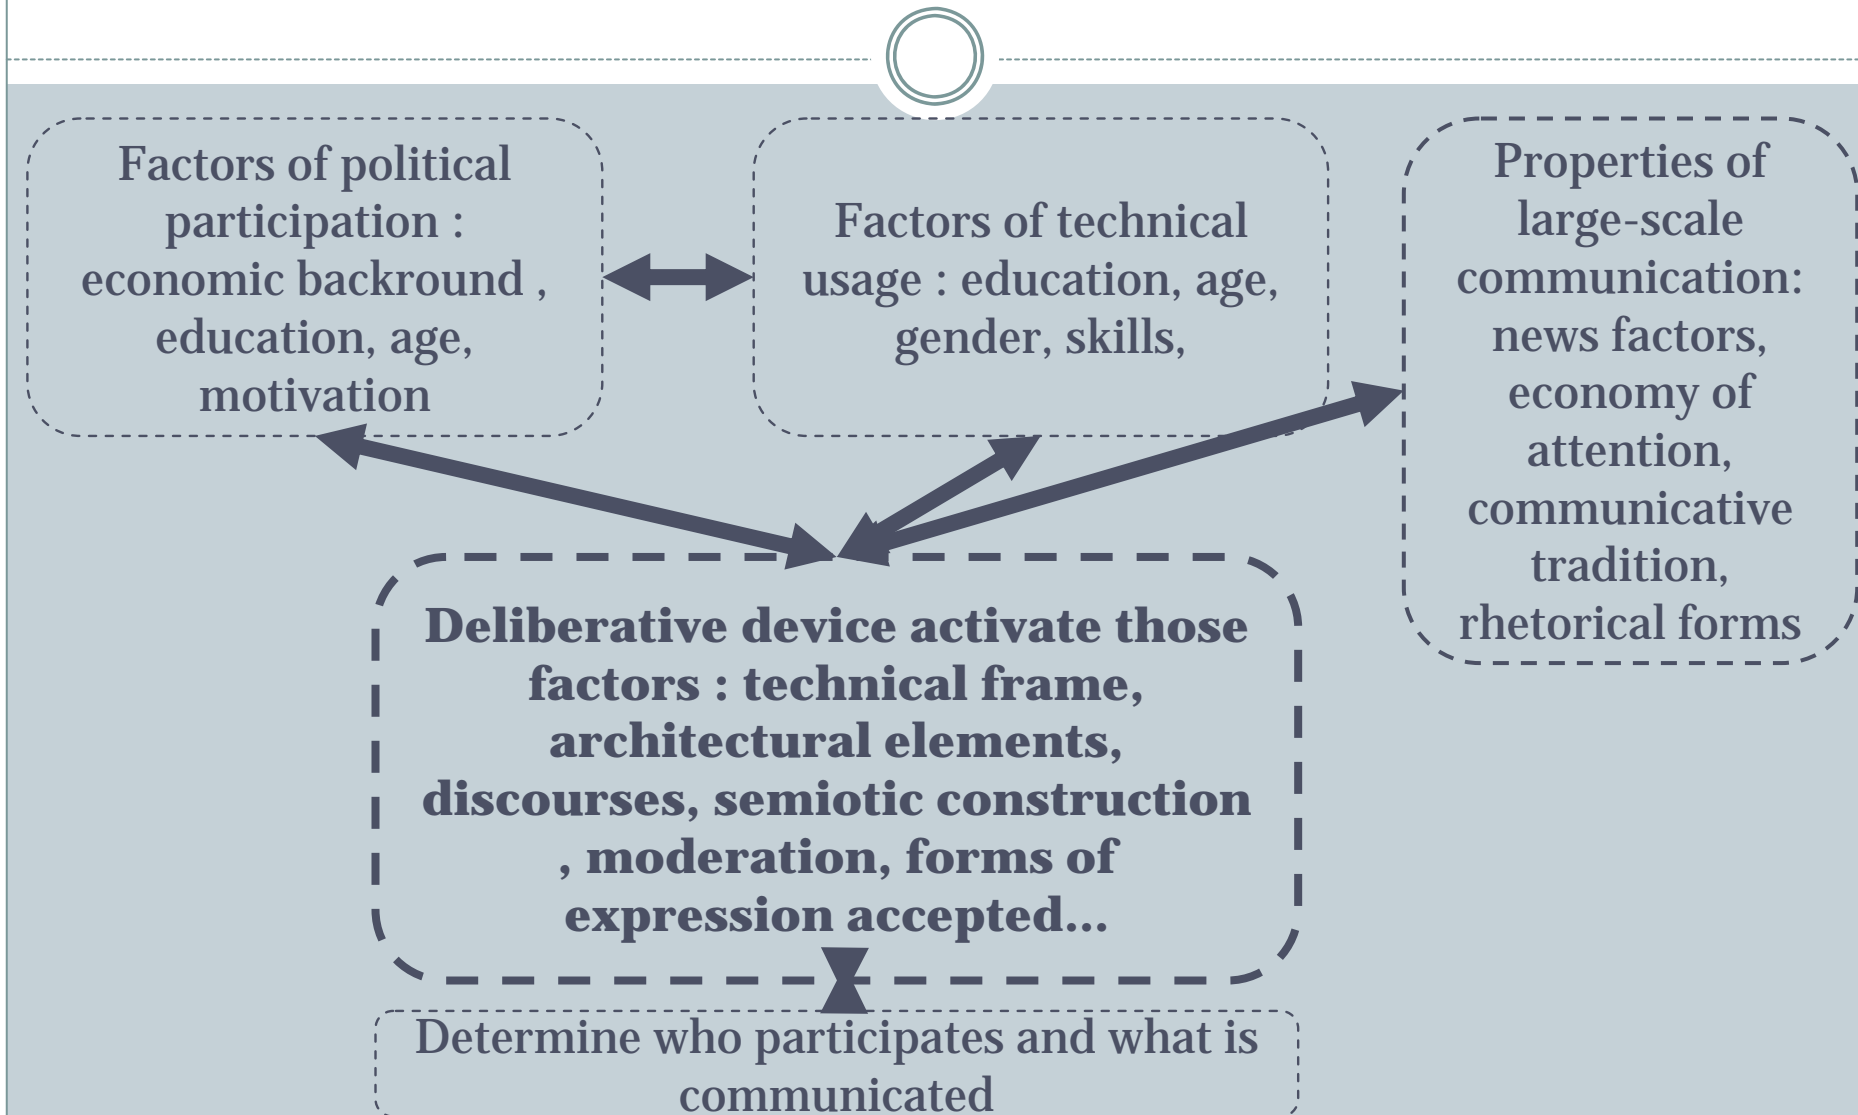 Factors of political
participation :
economic backround ,
education, age,
motivation
Factors of technical
usage : education, age,
gender, skills,
Properties of
large-scale
communication:
news factors,
economy of
attention,
communicative
tradition,
rhetorical forms
Deliberative device activate those
factors : technical frame,
architectural elements,
discourses, semiotic construction
, moderation, forms of
expression accepted...
Determine who participates and what is
communicated